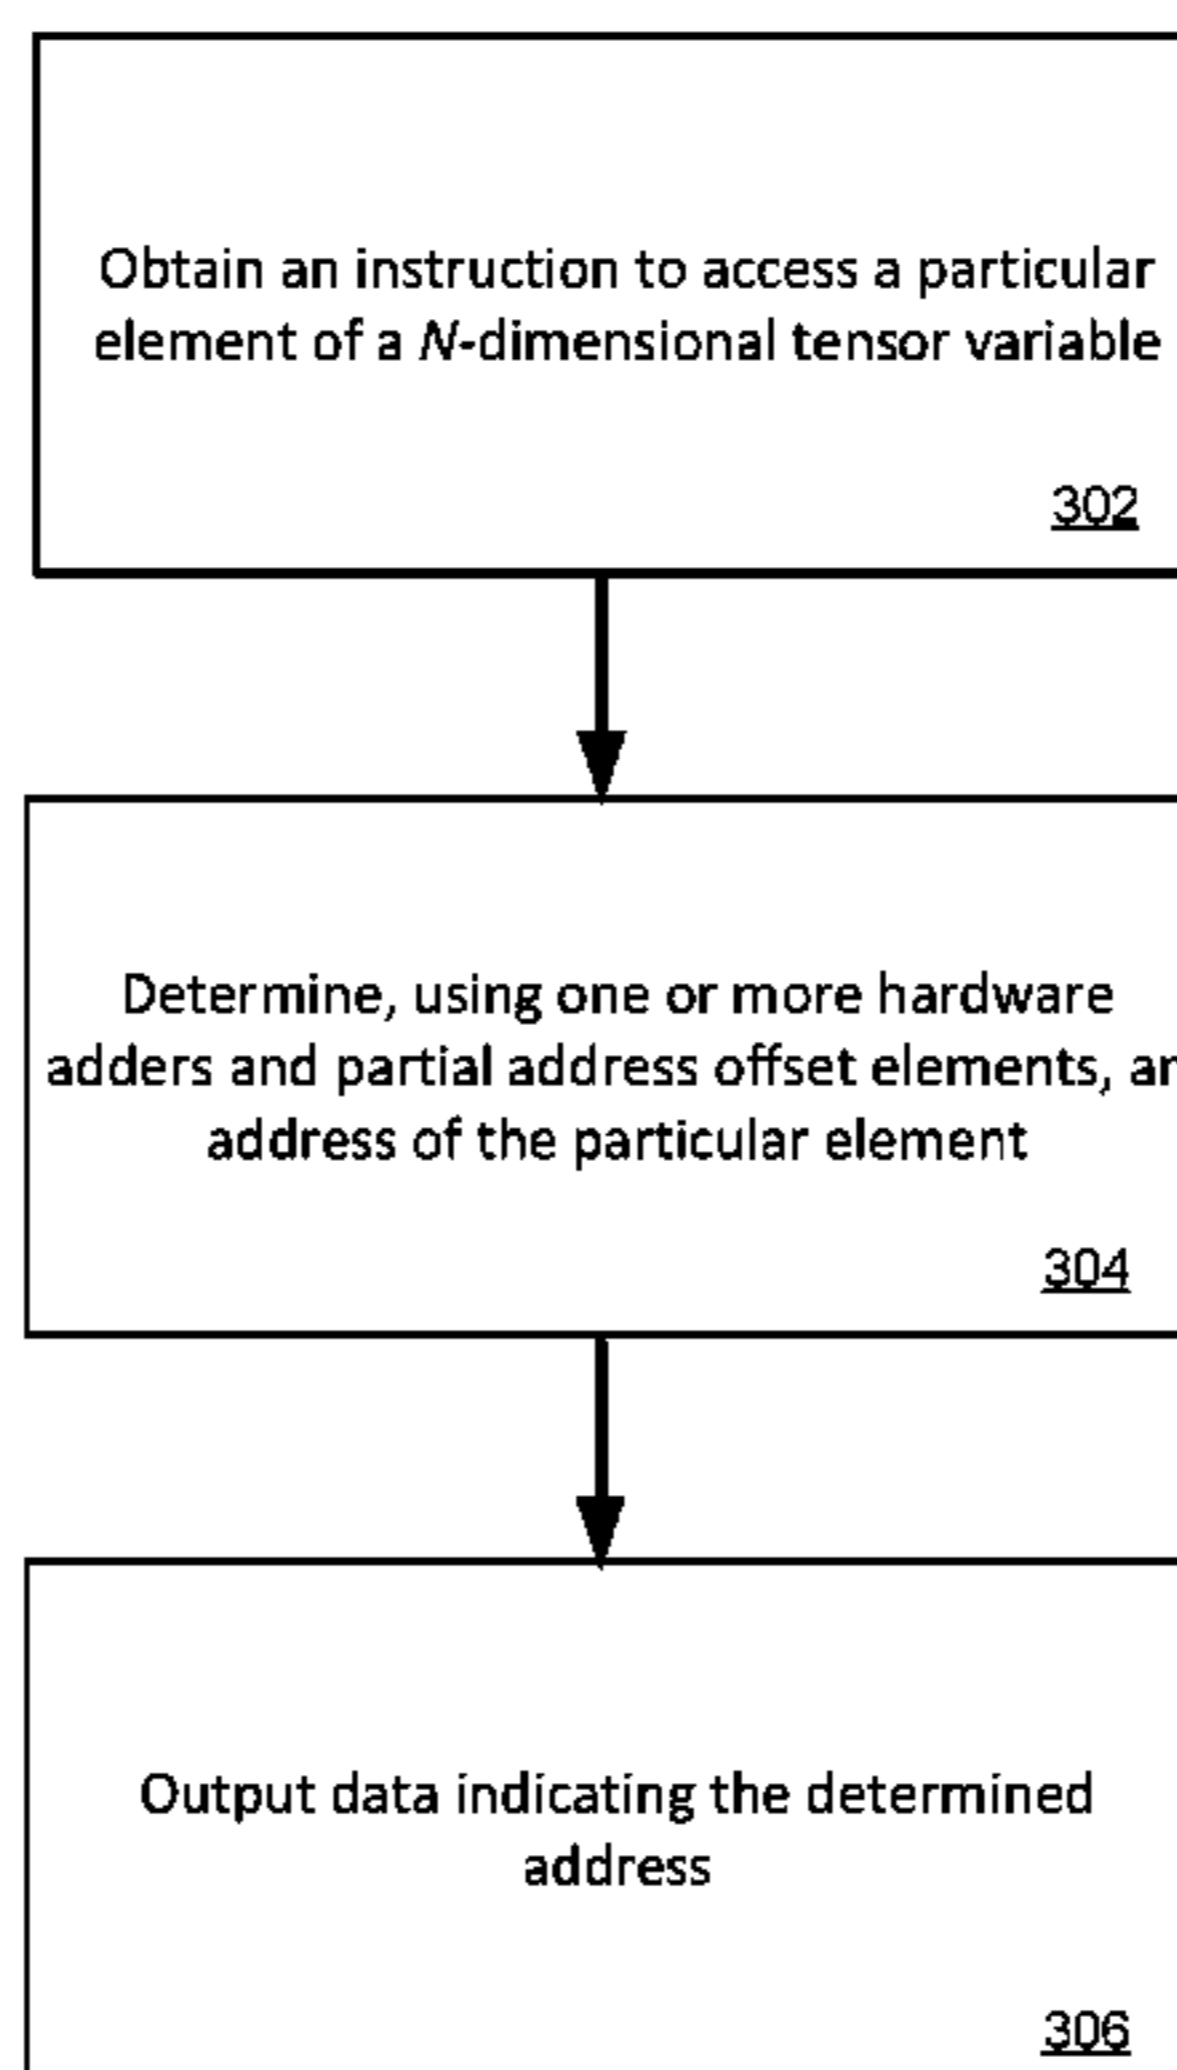 Obtain an instruction to access a particular
element of a N-dimensional tensor variable
302
Determine, using one or more hardware
adders and partial address offset elements,
address of the particular element
304
Output data indicating the determined
address
306